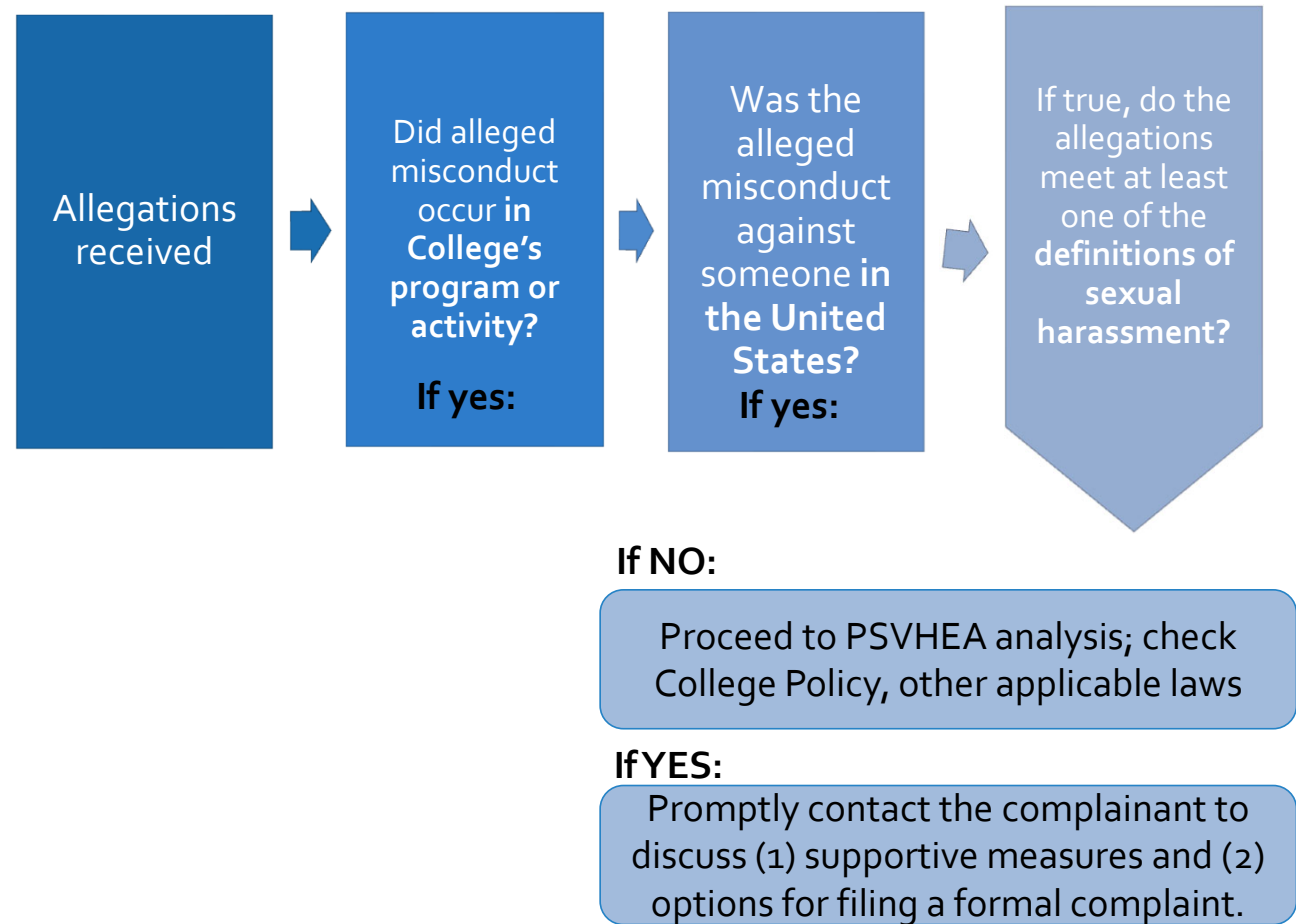 Allegations
received
Did alleged
misconduct
occur in
College's
program or
activity?
If yes:
Was the
alleged
misconduct
against
someone in
the United
States?
If yes:
If true, do the
allegations
meet at least
one of the
definitions of
sexual
harassment?
If NO:
Proceed to PSVHEA analysis; check
College Policy, other applicable laws
If YES:
Promptly contact the complainant to
discuss (1) supportive measures and (2)
options for filing a formal complaint.